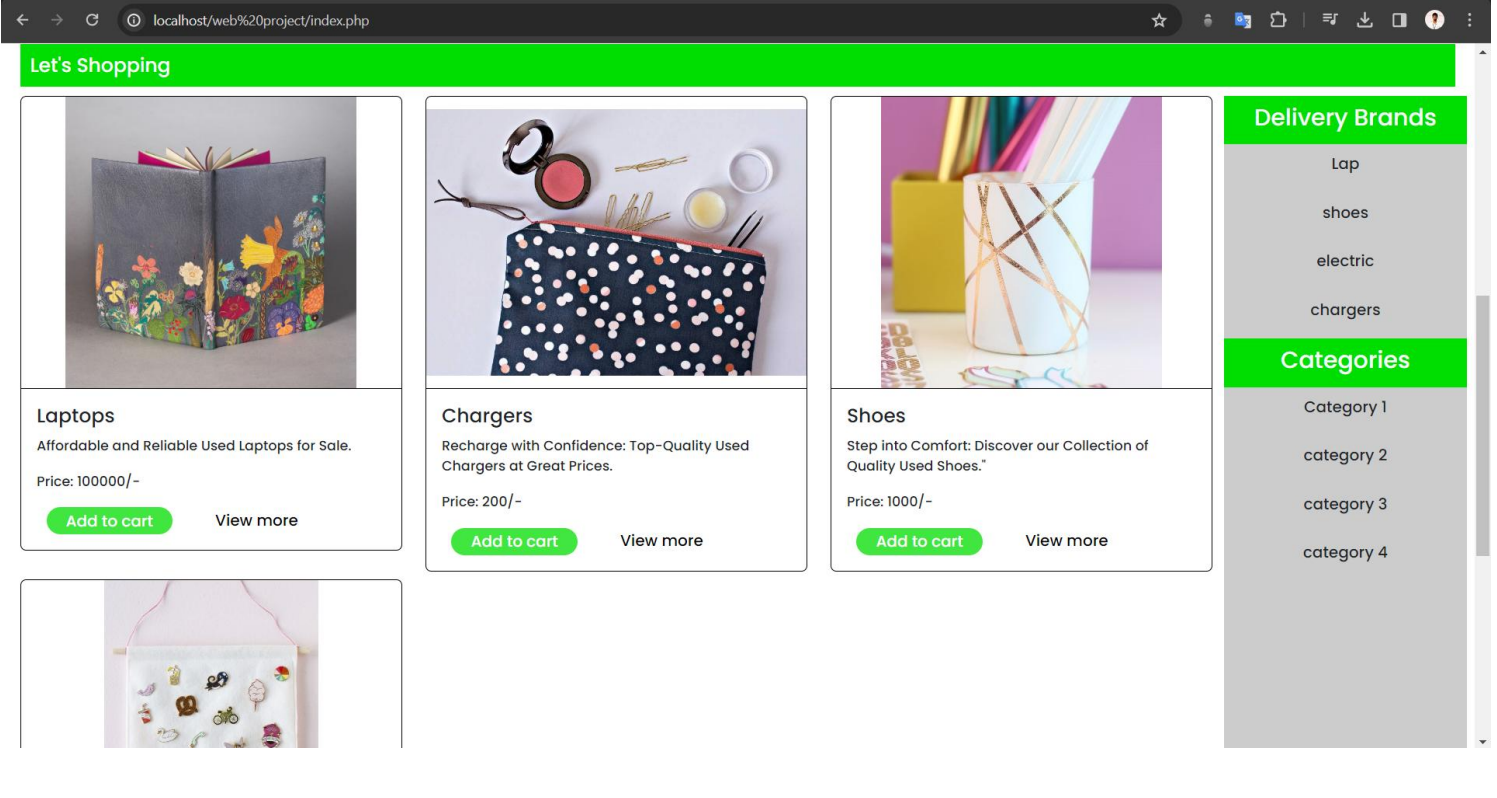 localhost/web%20project/index.php
Let's Shopping
Laptops
Affordable and Reliable Used Laptops for Sale.
Price: 100000/-
Add to cart
View more
Chargers
Recharge with Confidence: Top-Quality Used
Chargers at Great Prices.
Price: 200/-
Add to cart
View more
Shoes
Step into Comfort: Discover our Collection of
Quality Used Shoes."
Price: 1000/-
Add to cart
View more
Delivery Brands
Lap
shoes
electric
chargers
Categories
Category 1
category 2
category 3
category 4